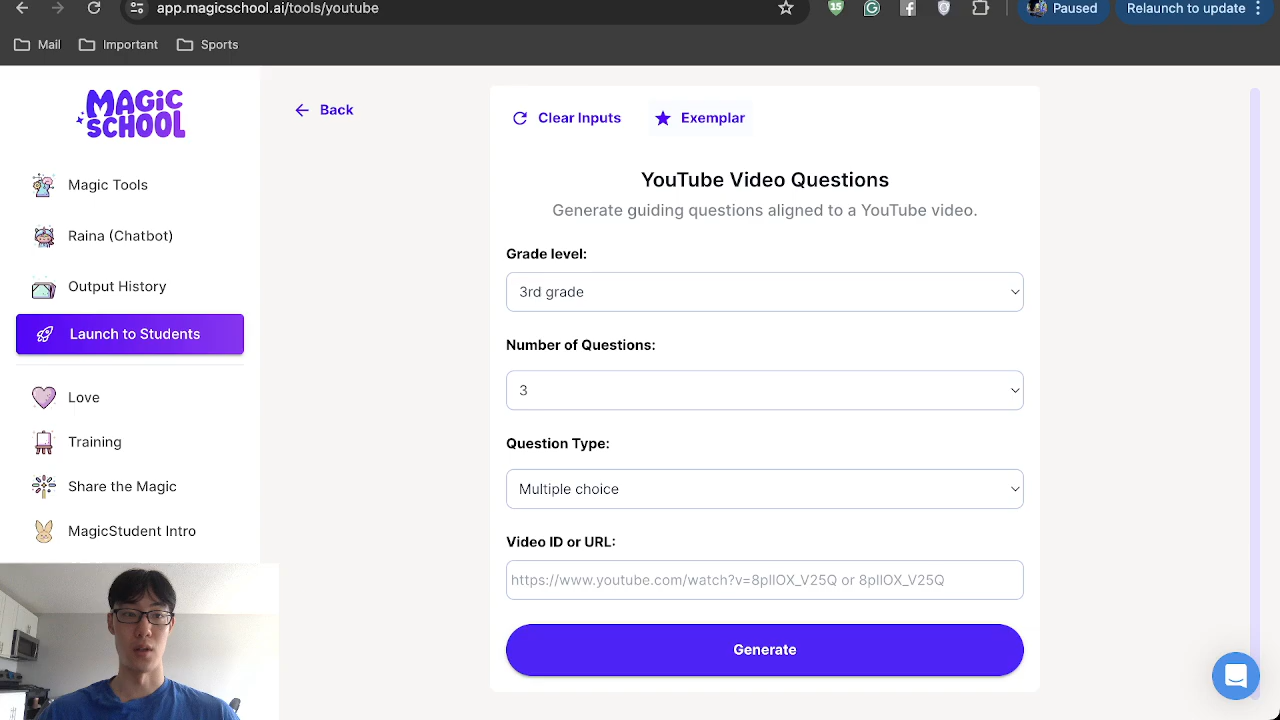 app.magicschool.ai/tools/youtube
Paused
Relaunch to update
Mail
Important
Sports
MAGIC
SCHOOL
Back
Clear Inputs
Exemplar
Magic Tools
YouTube Video Questions
Generate guiding questions aligned to a YouTube video.
Raina (Chatbot)
Grade level:
Output History
3rd grade
Launch to Students
Number of Questions:
3
Love
Training
Question Type:
Share the Magic
Multiple choice
MagicStudent Intro
Video ID or URL:
https://www.youtube.com/watch?v=8plIOX_V25Q or 8plIOX_V25Q
Generate